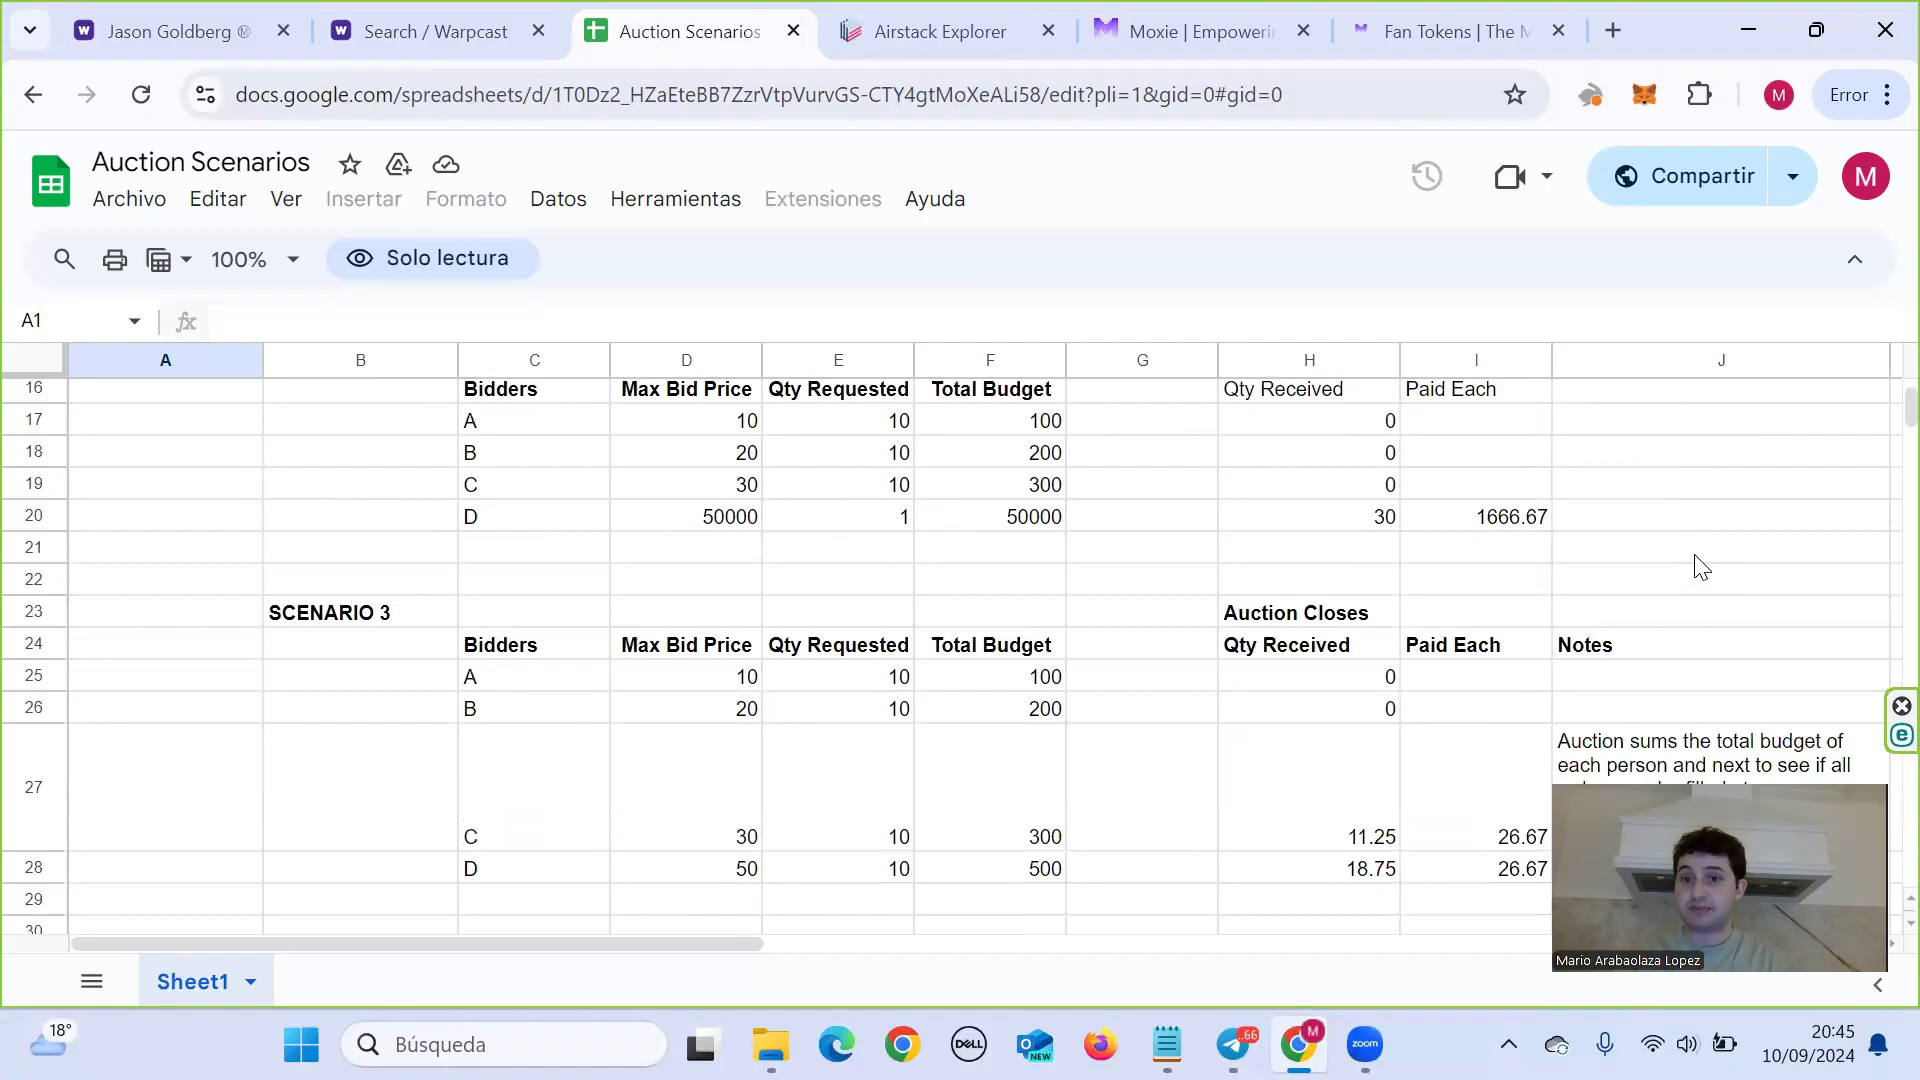 Jason Goldberg
Search / Warpcast
Auction Scenarios
Airstack Explorer
Moxie | Empowerin
Fan Tokens | The M
docs.google.com/spreadsheets/d/1T0Dz2_HZaEteBB7ZzrVtpVurvGS-CTY4gtMoXeALi58/edit?pli=1&gid=0#gid=0
M
Error
Auction Scenarios
Archivo Editar Ver Insertar Formato Datos Herramientas Extensiones Ayuda
Compartir
M
100%
Solo lectura
A1
fx
A B C D E F G H I J
16 Bidders Max Bid Price Qty Requested Total Budget Qty Received Paid Each
17 A 10 10 100 0
18 B 20 10 200 0
19 C 30 10 300 0
20 D 50000 1 50000 30 1666.67
21
22
23 SCENARIO 3 Auction Closes
24 Bidders Max Bid Price Qty Requested Total Budget Qty Received Paid Each Notes
25 A 10 10 100 0
26 B 20 10 200 0
Auction sums the total budget of
each person and next to see if all
27 C 30 10 300 11.25 26.67
28 D 50 10 500 18.75 26.67
29
30
Mario Arabaolaza Lopez
Sheet1
18°
Búsqueda
DELL
NEW
66
M
zoom
20:45
10/09/2024